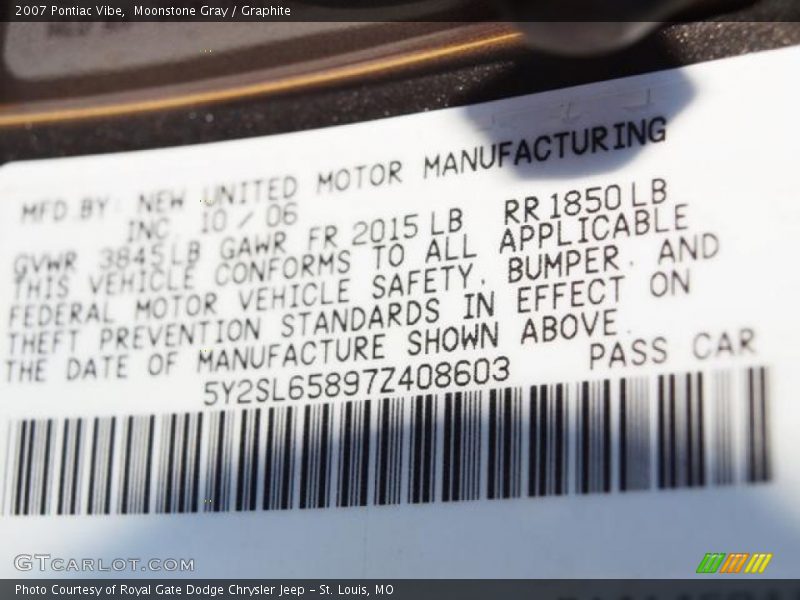 2007 Pontiac Vibe, Moonstone Gray / Graphite
MFD BY: NEW UNITED MOTOR MANUFACTURING
INC 10 / 06
GVWR 3845 LB GAWR FR 2015 LB RR 1850 LB
THIS VEHICLE CONFORMS TO ALL APPLICABLE
FEDERAL MOTOR VEHICLE SAFETY, BUMPER, AND
THEFT PREVENTION STANDARDS IN EFFECT ON
THE DATE OF MANUFACTURE SHOWN ABOVE.
5Y2SL65897Z408603 PASS CAR
GTCARLOT.COM
Photo Courtesy of Royal Gate Dodge Chrysler Jeep - St. Louis, MO